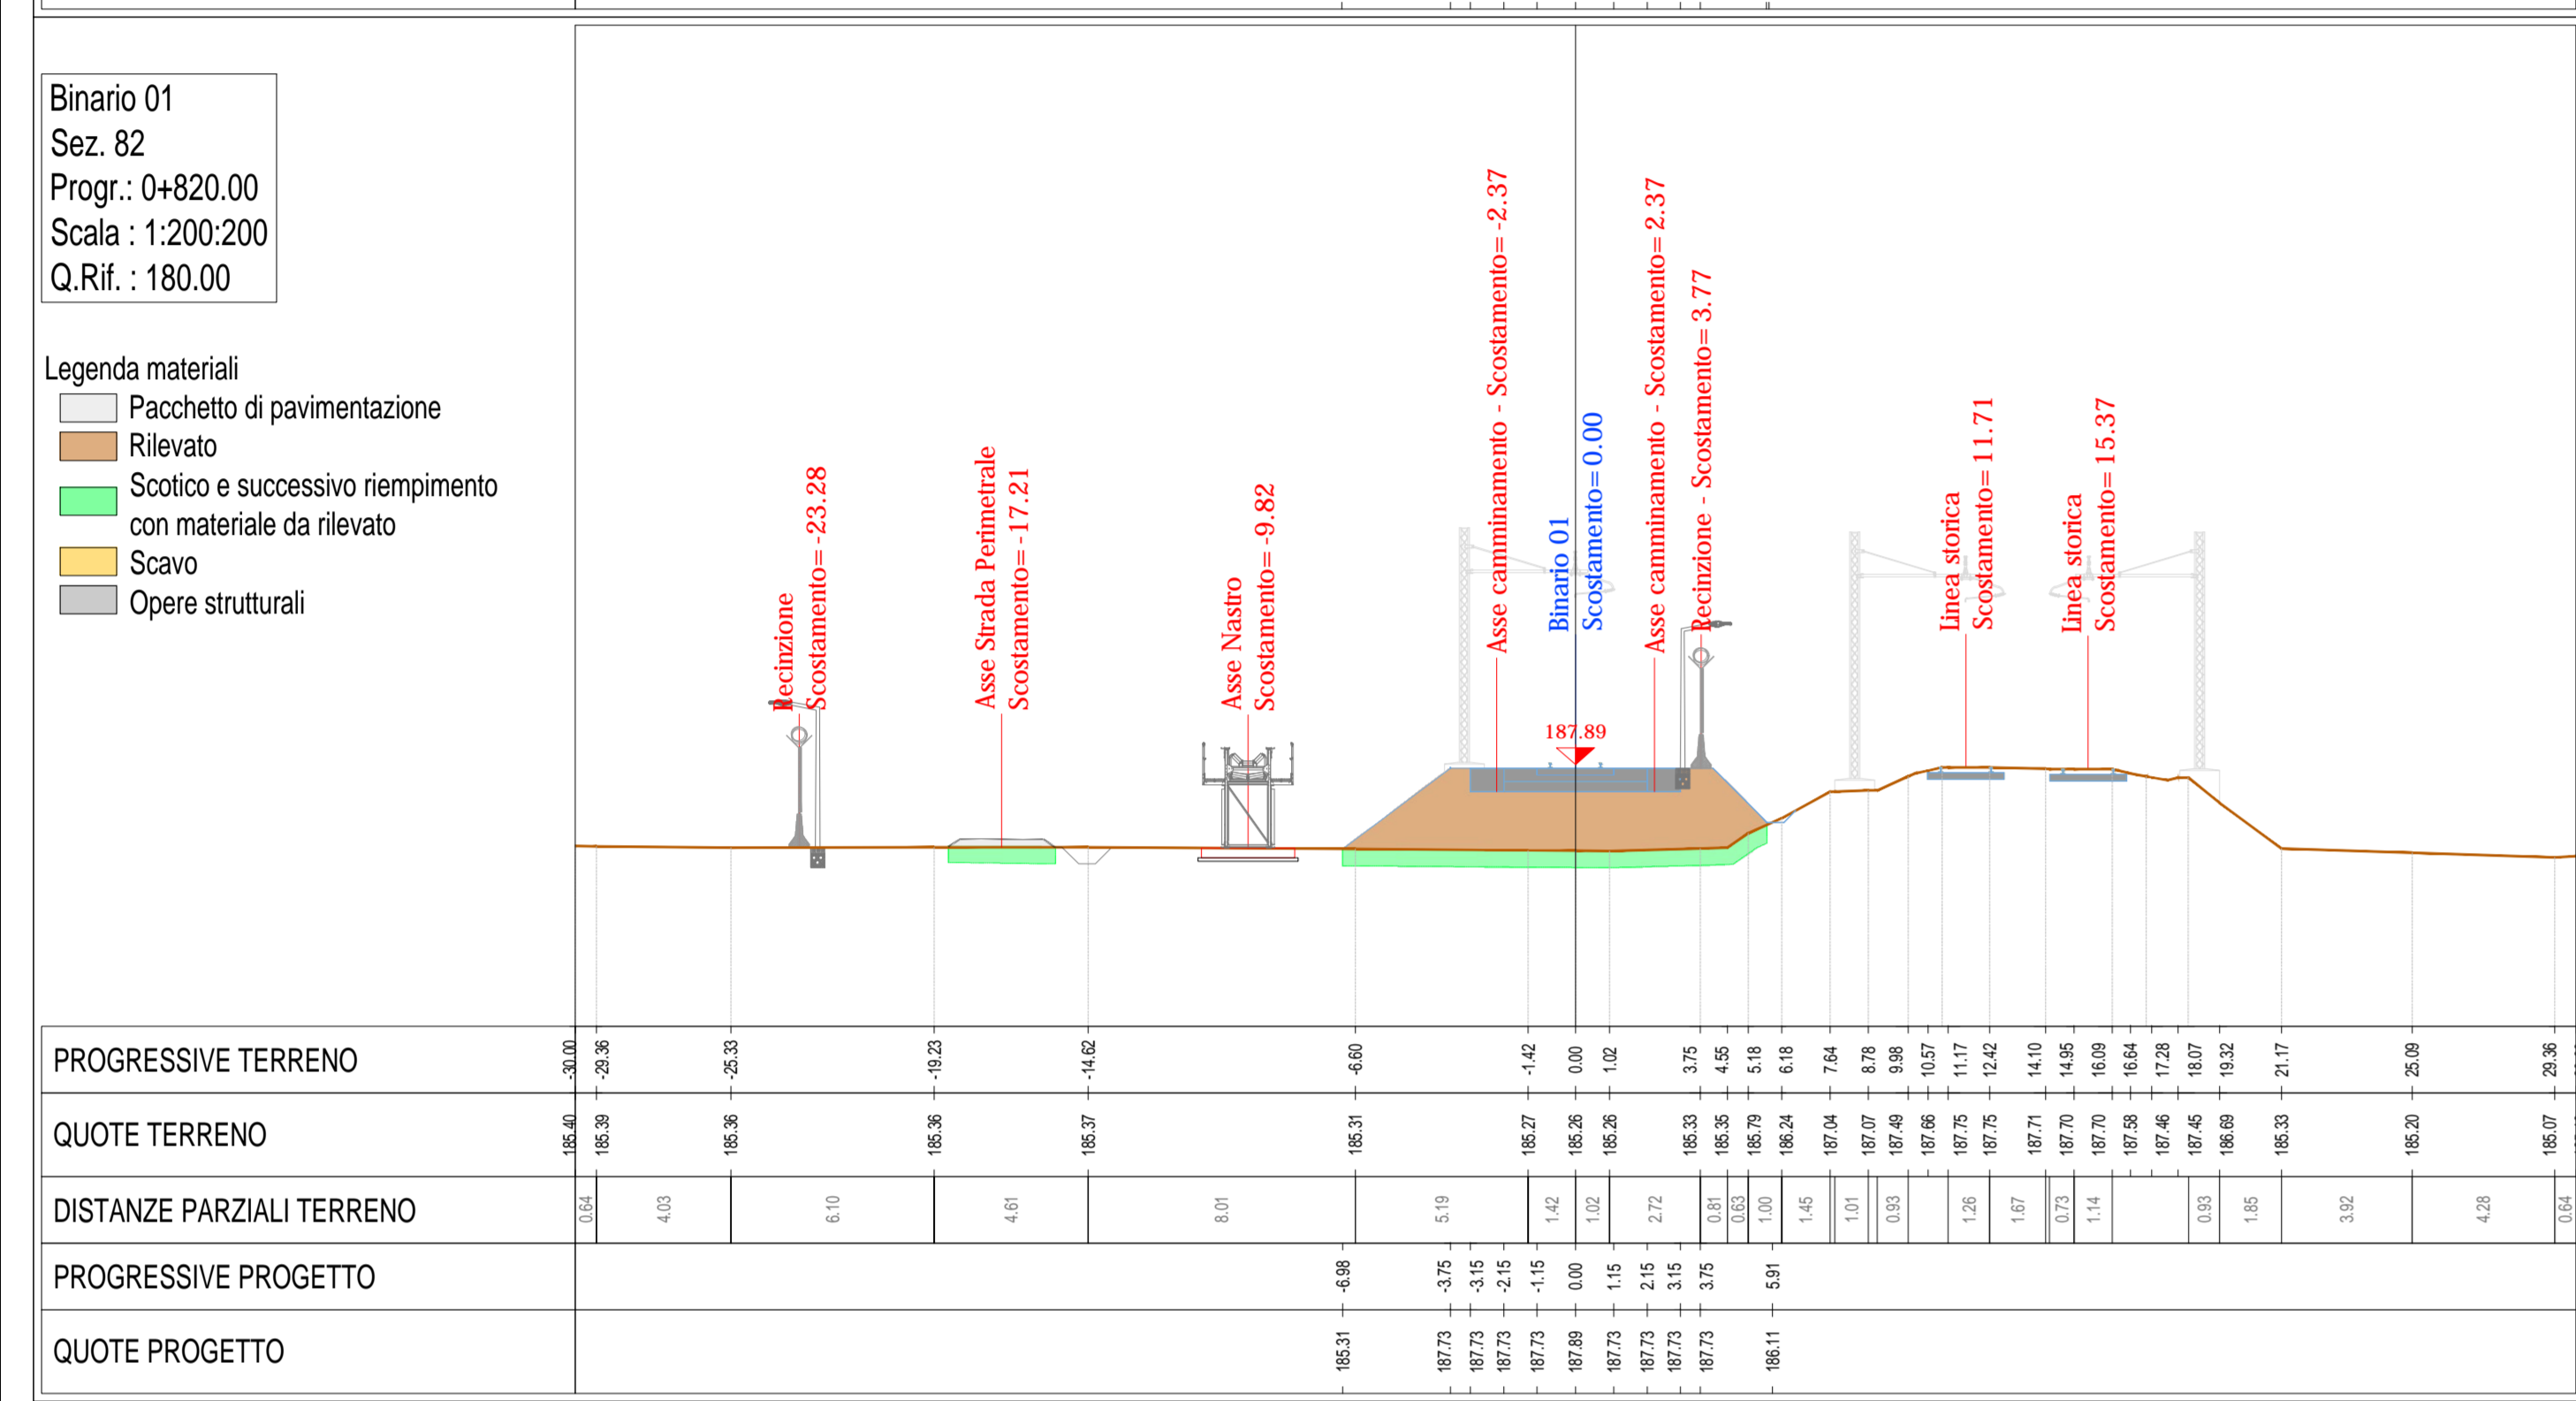 Binario 01
Sez. 82
Progr.: 0+820.00
Scala : 1:200:200
Q.Rif. : 180.00
Legenda materiali
Pacchetto di pavimentazione
Rilevato
Scotico e successivo riempimento
con materiale da rilevato
Scavo
Opere strutturali
Recinzione
Scostamento= -23.28
Asse Strada Perimetrale
Scostamento= -17.21
Asse Nastro
Scostamento= -9.82
Asse camminamento - Scostamento= -2.37
Binario 01
Scostamento= 0.00
187.89
Asse camminamento - Scostamento= 2.37
Recinzione - Scostamento= 3.77
Linea storica
Scostamento= 11.71
Linea storica
Scostamento= 15.37
PROGRESSIVE TERRENO -30.00 -29.36 -25.33 -19.23 -14.62 -6.60 -1.42 0.00 1.02 3.75 4.55 5.18 6.18 7.64 8.78 9.98 10.57 11.17 12.42 14.10 14.95 16.09 16.64 17.28 18.07 19.32 21.17 25.09 29.36
QUOTE TERRENO 185.40 185.39 185.36 185.36 185.37 185.31 185.27 185.26 185.26 185.33 185.35 185.79 186.24 187.04 187.07 187.49 187.66 187.75 187.75 187.71 187.70 187.70 187.58 187.46 187.45 186.69 185.33 185.20 185.07
DISTANZE PARZIALI TERRENO 0.64 4.03 6.10 4.61 8.01 5.19 1.42 1.02 2.72 0.81 0.63 1.00 1.45 1.01 0.93 1.26 1.67 0.73 1.14 0.93 1.85 3.92 4.28 0.64
PROGRESSIVE PROGETTO -6.98 -3.75 -3.15 -2.15 -1.15 0.00 1.15 2.15 3.15 3.75 5.91
QUOTE PROGETTO 185.31 187.73 187.73 187.73 187.73 187.89 187.73 187.73 187.73 187.73 186.11